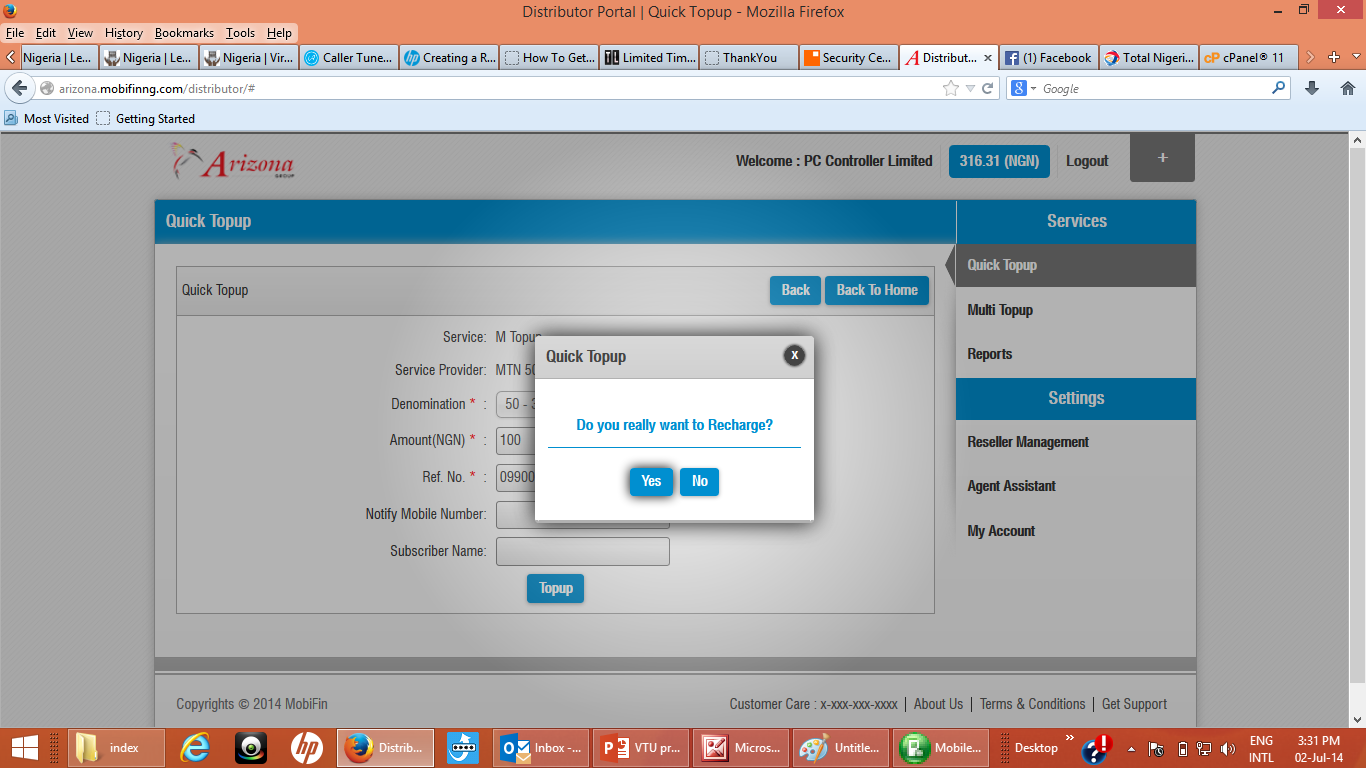 Distributor Portal | Quick Topup - Mozilla Firefox
File Edit View History Bookmarks Tools Help
Nigeria | Le... Nigeria | Le... Nigeria | Vir... Caller Tune... Creating a R... How To Get... Limited Tim... ThankYou Security Ce... Distribut... (1) Facebook Total Nigeri... cPanel® 11
arizona.mobifinng.com/distributor/# Google
Most Visited Getting Started
Arizona GROUP Welcome : PC Controller Limited 316.31 (NGN) Logout +
Quick Topup
Services
Quick Topup
Multi Topup
Reports
Settings
Reseller Management
Agent Assistant
My Account
Quick Topup Back Back To Home
Service: M Topup
Service Provider: MTN 50
Denomination * : 50 -
Amount(NGN) * : 100
Ref. No. * : 09900
Notify Mobile Number:
Subscriber Name:
Topup
Quick Topup X
Do you really want to Recharge?
Yes No
Copyrights © 2014 MobiFin Customer Care : x-xxx-xxx-xxxx | About Us | Terms & Conditions | Get Support
index Distrib... Inbox -... VTU pr... Micros... Untitle... Mobile... Desktop ENG INTL 3:31 PM 02-Jul-14